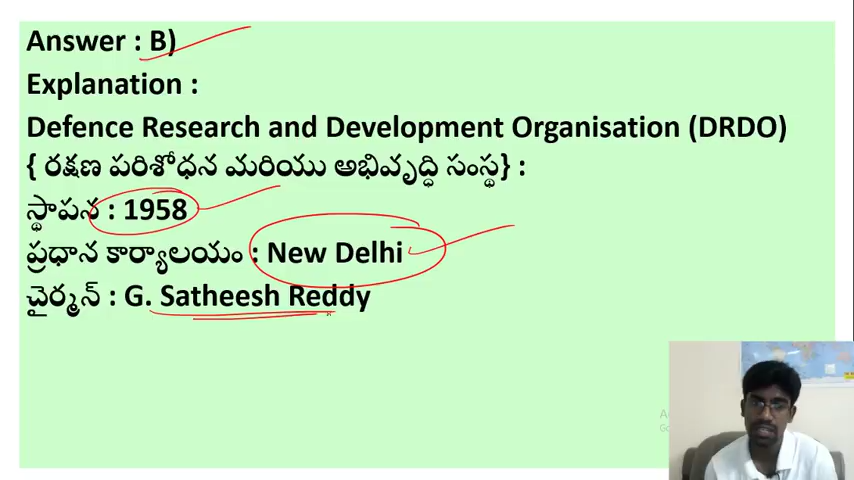 Answer : B)
Explanation :
Defence Research and Development Organisation (DRDO)
{ రక్షణ పరిశోధన మరియు అభివృద్ధి సంస్థ} :
స్థాపన : 1958
ప్రధాన కార్యాలయం : New Delhi
చైర్మన్ : G. Satheesh Reddy